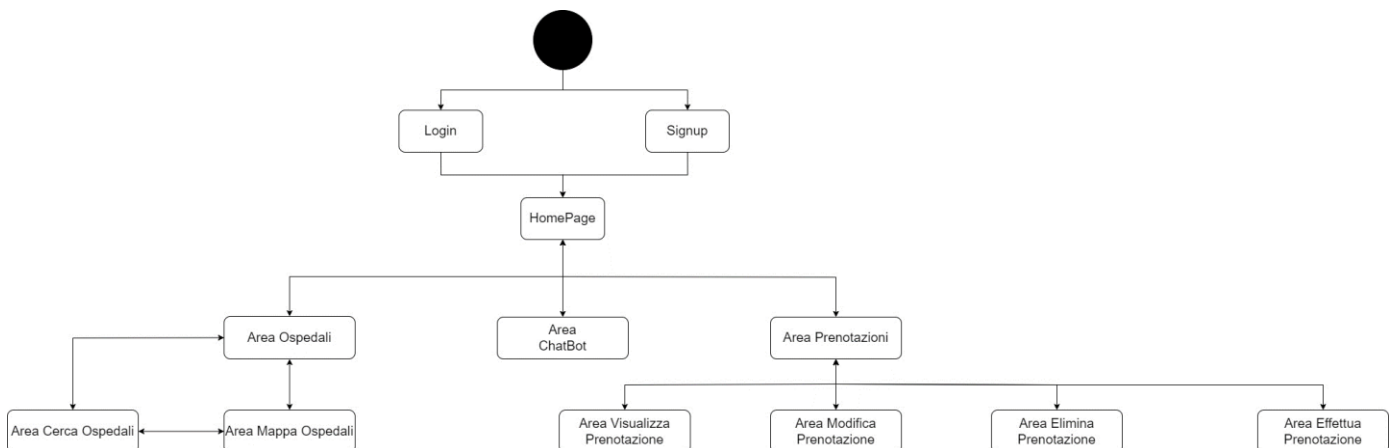 Login
Signup
HomePage
Area Ospedali
Area
ChatBot
Area Prenotazioni
Area Cerca Ospedali
Area Mappa Ospedali
Area Visualizza
Prenotazione
Area Modifica
Prenotazione
Area Elimina
Prenotazione
Area Effettua
Prenotazione